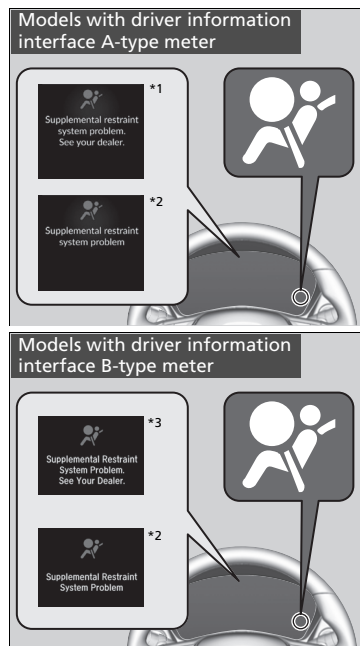 Models with driver information
interface A-type meter
*1
Supplemental restraint
system problem.
See your dealer.
*2
Supplemental restraint
system problem
Models with driver information
interface B-type meter
*3
Supplemental Restraint
System Problem.
See Your Dealer.
*2
Supplemental Restraint
System Problem